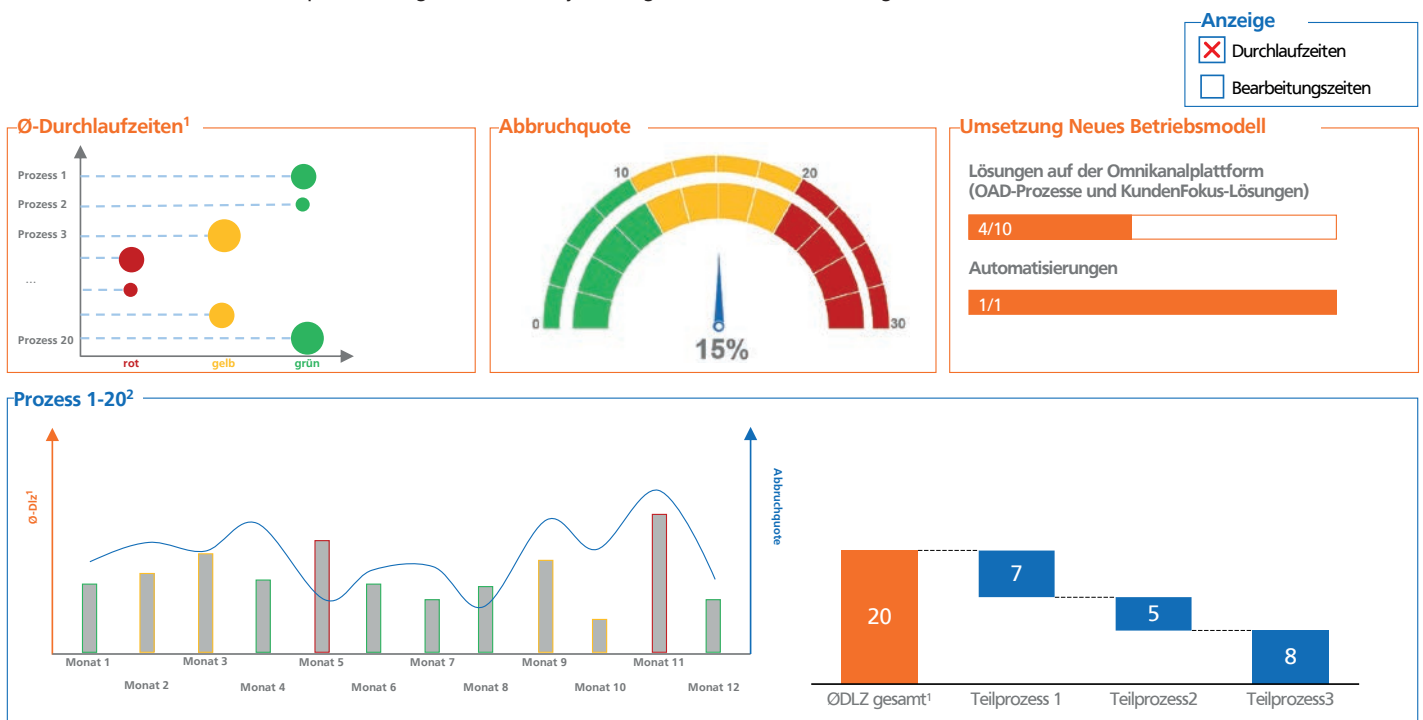 Anzeige
Durchlaufzeiten
Bearbeitungszeiten
Ø-Durchlaufzeiten¹
Prozess 1
Prozess 2
Prozess 3
...
Prozess 20
rot
gelb
grün
Abbruchquote
0
10
20
30
15%
Umsetzung Neues Betriebsmodell
Lösungen auf der Omnikanalplattform
(OAD-Prozesse und KundenFokus-Lösungen)
4/10
Automatisierungen
1/1
Prozess 1-20²
Ø-Dlz¹
Abbruchquote
Monat 1
Monat 2
Monat 3
Monat 4
Monat 5
Monat 6
Monat 7
Monat 8
Monat 9
Monat 10
Monat 11
Monat 12
20
7
5
8
ØDLZ gesamt¹
Teilprozess 1
Teilprozess2
Teilprozess3